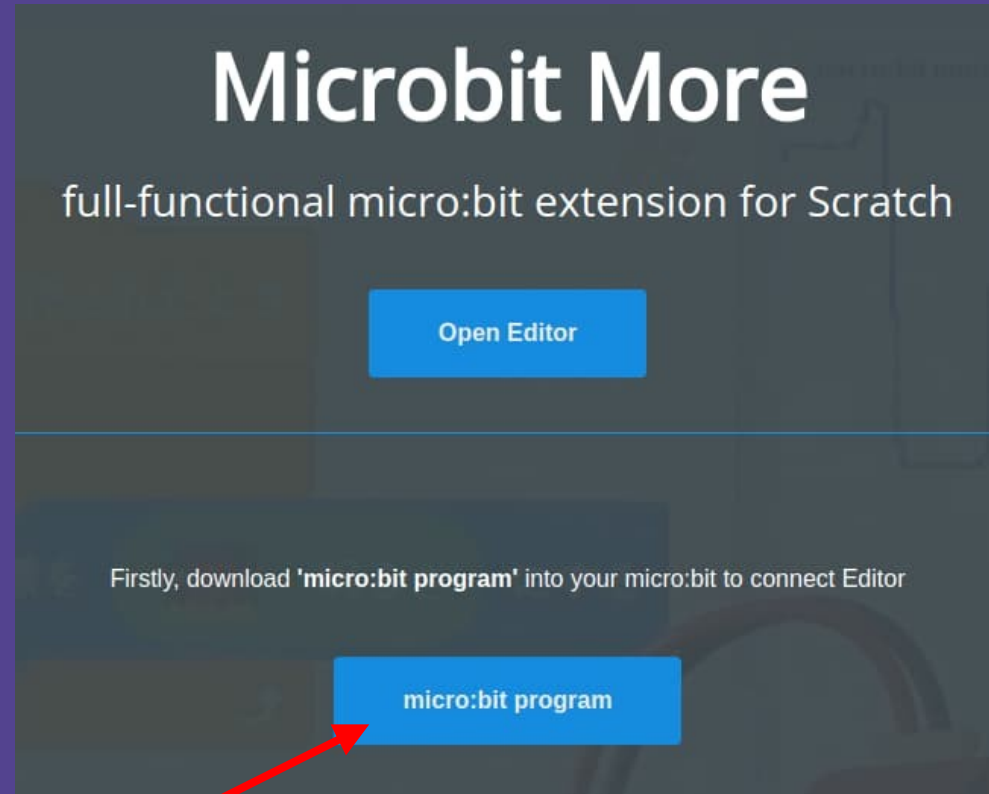 Microbit More
full-functional micro:bit extension for Scratch
Open Editor
Firstly, download 'micro:bit program' into your micro:bit to connect Editor
micro:bit program